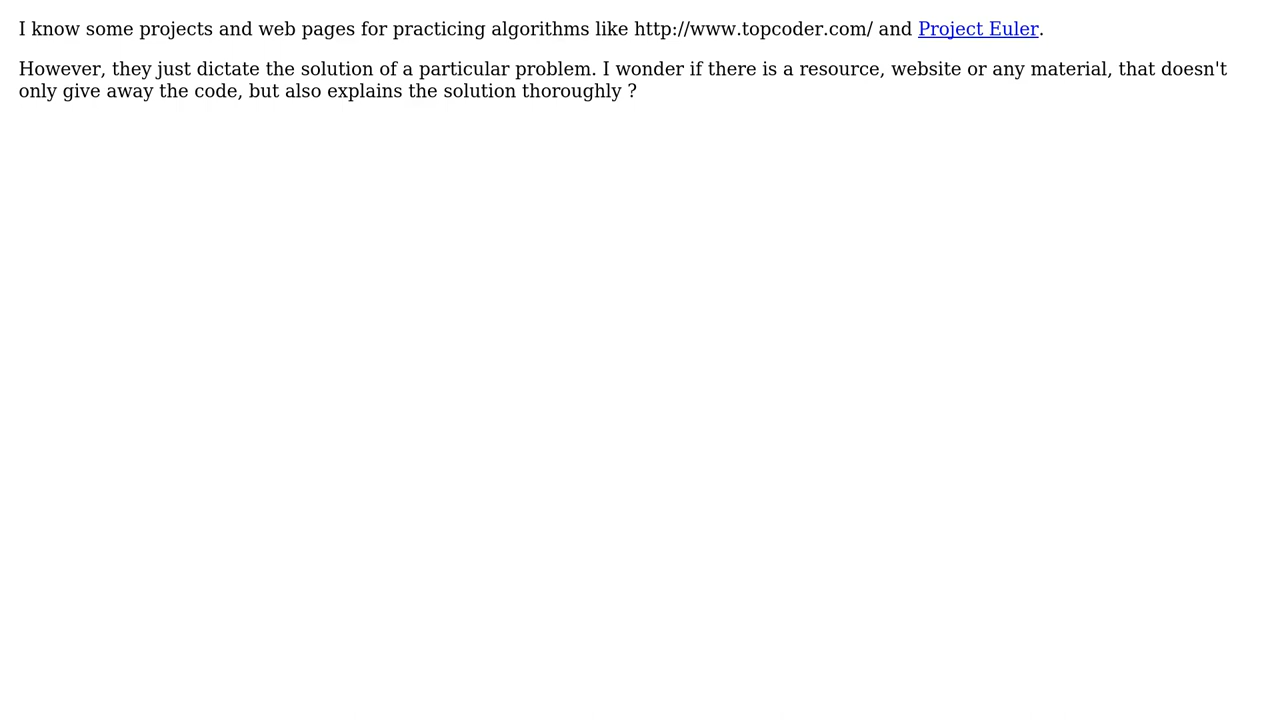 I know some projects and web pages for practicing algorithms like http://www.topcoder.com/ and Project Euler.
However, they just dictate the solution of a particular problem. I wonder if there is a resource, website or any material, that doesn't
only give away the code, but also explains the solution thoroughly ?